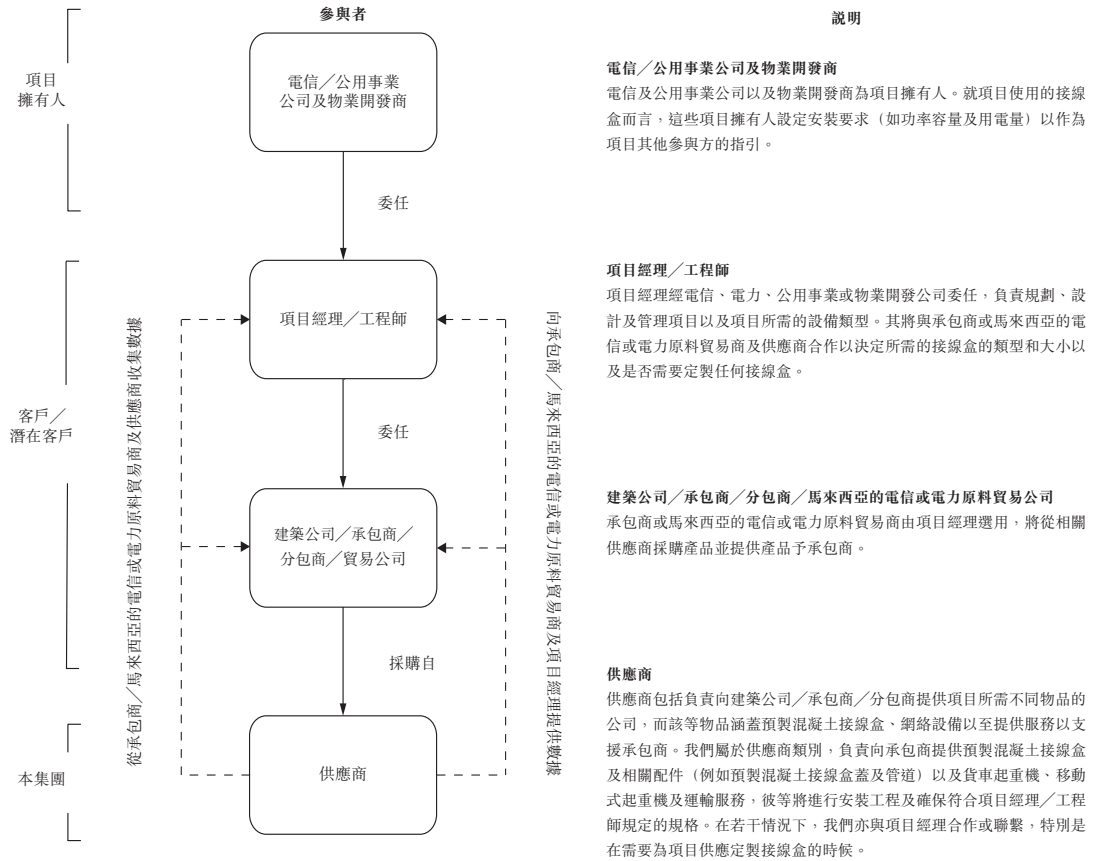 參與者
說明
項目
擁有人
電信／公用事業
公司及物業開發商
電信／公用事業公司及物業開發商
電信及公用事業公司以及物業開發商為項目擁有人。就項目使用的接線
盒而言，這些項目擁有人設定安裝要求（如功率容量及用電量）以作為
項目其他參與方的指引。
委任
客戶／
潛在客戶
從承包商／馬來西亞的電信或電力原料貿易商及供應商收集數據
項目經理／工程師
向承包商／馬來西亞的電信或電力原料貿易商及項目經理提供數據
項目經理／工程師
項目經理經電信、電力、公用事業或物業開發公司委任，負責規劃、設
計及管理項目以及項目所需的設備類型。其將與承包商或馬來西亞的電
信或電力原料貿易商及供應商合作以決定所需的接線盒的類型和大小以
及是否需要定製任何接線盒。
委任
建築公司／承包商／
分包商／貿易公司
建築公司／承包商／分包商／馬來西亞的電信或電力原料貿易公司
承包商或馬來西亞的電信或電力原料貿易商由項目經理選用，將從相關
供應商採購產品並提供產品予承包商。
採購自
本集團
供應商
供應商
供應商包括負責向建築公司／承包商／分包商提供項目所需不同物品的
公司，而該等物品涵蓋預製混凝土接線盒、網絡設備以至提供服務以支
援承包商。我們屬於供應商類別，負責向承包商提供預製混凝土接線盒
及相關配件（例如預製混凝土接線盒蓋及管道）以及貨車起重機、移動
式起重機及運輸服務，彼等將進行安裝工程及確保符合項目經理／工程
師規定的規格。在若干情況下，我們亦與項目經理合作或聯繫，特別是
在需要為項目供應定製接線盒的時候。